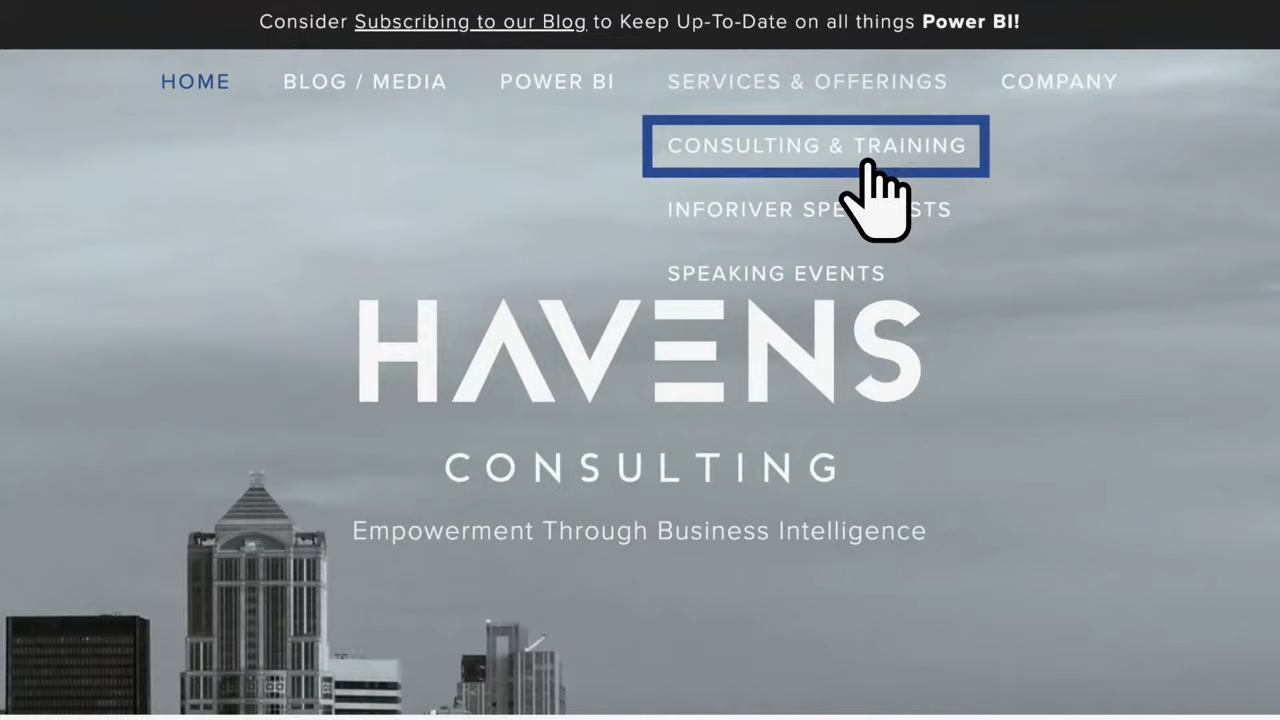 Consider Subscribing to our Blog to Keep Up-To-Date on all things Power BI!
HOME BLOG / MEDIA POWER BI SERVICES & OFFERINGS COMPANY
CONSULTING & TRAINING
INFORIVER
SPEAKING EVENTS
HAVENS
CONSULTING
Empowerment Through Business Intelligence